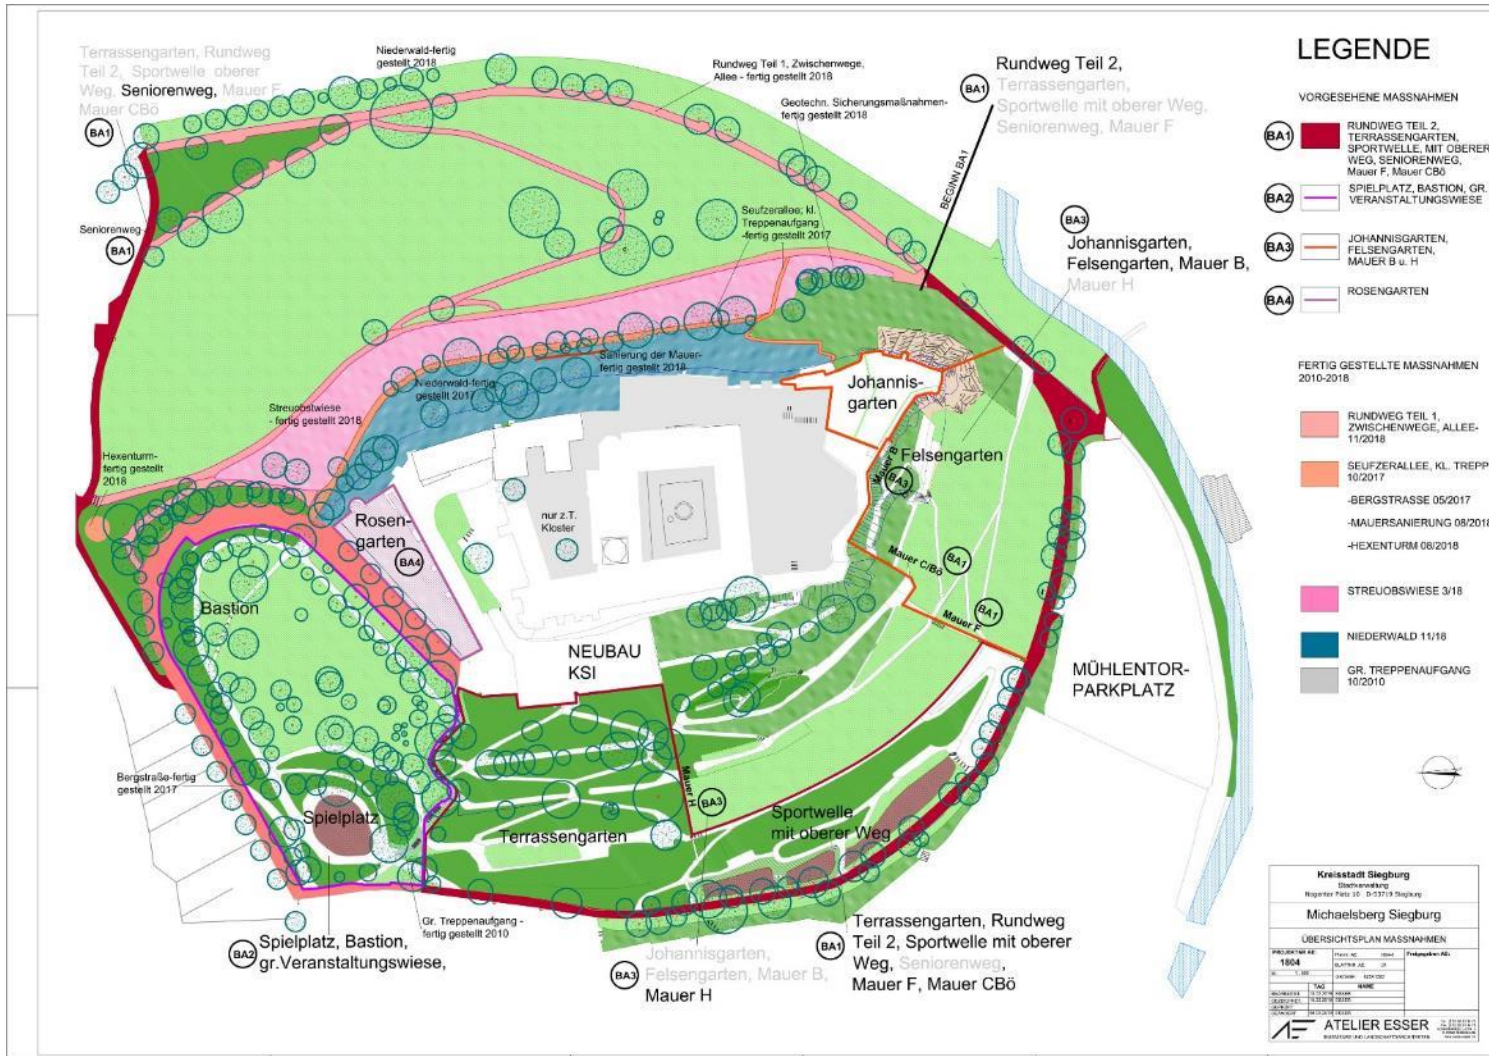 Terrassengarten, Rundweg
Teil 2, Sportwelle oberer
Weg, Seniorenweg, Mauer F,
Mauer CBö
BA1
Niederwald-fertig
gestellt 2018
Rundweg Teil 1, Zwischenwege,
Allee - fertig gestellt 2018
Geotechn. Sicherungsmaßnahmen-
fertig gestellt 2018
BA1
Rundweg Teil 2,
Terrassengarten,
Sportwelle mit oberer Weg,
Seniorenweg, Mauer F
BEGINN BA1
Seniorenweg
BA1
Seufzerallee; kl.
Treppenaufgang
-fertig gestellt 2017
BA3
Johannisgarten,
Felsengarten, Mauer B,
Mauer H
Sanierung der Mauer-
fertig gestellt 2018
Niederwald-fertig
gestellt 2017
Streuobstwiese
- fertig gestellt 2018
Johannis-
garten
Hexenturm-
fertig gestellt
2018
Felsengarten
Mauer B
BA3
Rosen-
garten
BA4
nur z.T.
Kloster
Mauer C/Bö
BA1
BA1
Mauer F
Bastion
NEUBAU
KSI
MÜHLENTOR-
PARKPLATZ
Bergstraße-fertig
gestellt 2017
Spielplatz
Terrassengarten
Mauer H
BA3
Sportwelle
mit oberer Weg
Gr. Treppenaufgang -
fertig gestellt 2010
BA2
Spielplatz, Bastion,
gr.Veranstaltungswiese,
BA3
Johannisgarten,
Felsengarten, Mauer B,
Mauer H
BA1
Terrassengarten, Rundweg
Teil 2, Sportwelle mit oberer
Weg, Seniorenweg,
Mauer F, Mauer CBö
LEGENDE
VORGESEHENE MASSNAHMEN
BA1
RUNDWEG TEIL 2,
TERRASSENGARTEN,
SPORTWELLE, MIT OBERER
WEG, SENIORENWEG,
Mauer F, Mauer CBö
BA2
SPIELPLATZ, BASTION, GR.
VERANSTALTUNGSWIESE
BA3
JOHANNISGARTEN,
FELSENGARTEN,
MAUER B u. H
BA4
ROSENGARTEN
FERTIG GESTELLTE MASSNAHMEN
2010-2018
RUNDWEG TEIL 1,
ZWISCHENWEGE, ALLEE-
11/2018
SEUFZERALLEE, KL. TREPP
10/2017
-BERGSTRASSE 05/2017
-MAUERSANIERUNG 08/2018
-HEXENTURM 08/2018
STREUOBSWIESE 3/18
NIEDERWALD 11/18
GR. TREPPENAUFGANG
10/2010
Kreisstadt Siegburg
Stadtverwaltung
Nogenter Platz 10 D-53719 Siegburg
Michaelsberg Siegburg
ÜBERSICHTSPLAN MASSNAHMEN
1804
TAG NAME
ATELIER ESSER